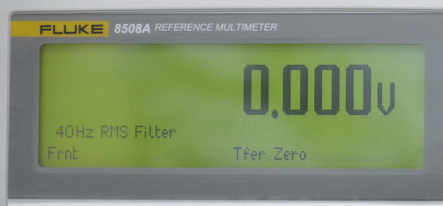 FLUKE 8508A REFERENCE MULTIMETER
0.000V
40Hz RMS Filter
Frnt Tfer Zero